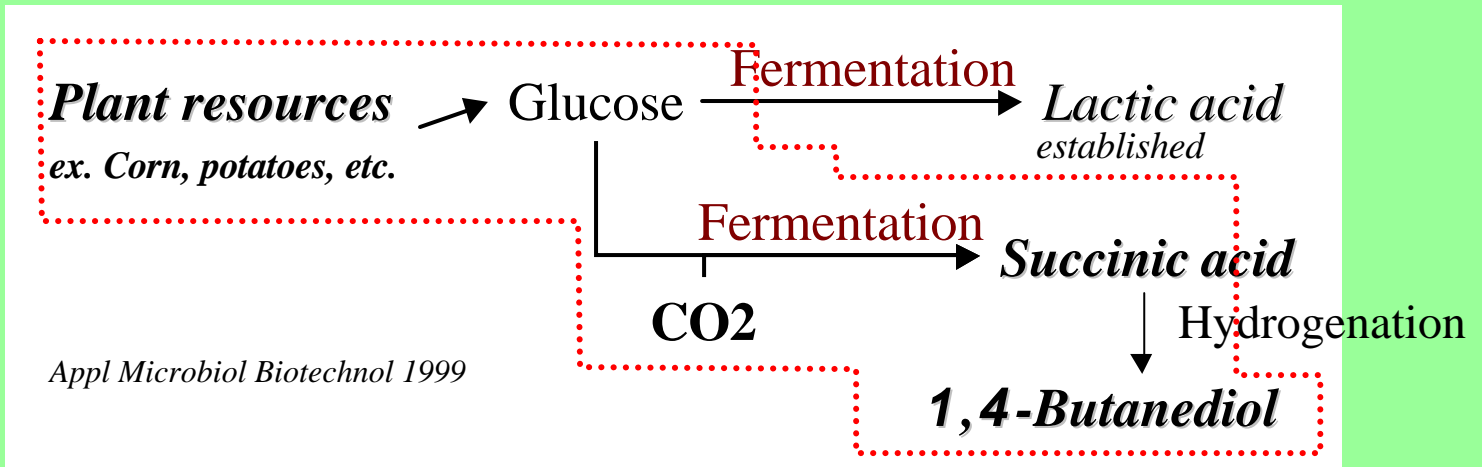 Fermentation
Plant resources
Glucose
Lactic acid
ex. Corn, potatoes, etc.
established
Fermentation
Succinic acid
CO2
Hydrogenation
Appl Microbiol Biotechnol 1999
1,4-Butanediol